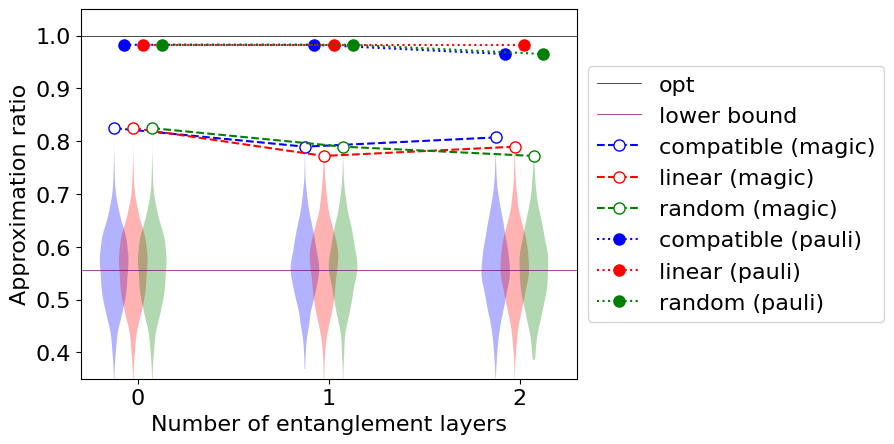 1.0
0.9
0.8
0.7
0.6
0.5
0.4
Approximation ratio
0 1 2
Number of entanglement layers
opt
lower bound
compatible (magic)
linear (magic)
random (magic)
compatible (pauli)
linear (pauli)
random (pauli)